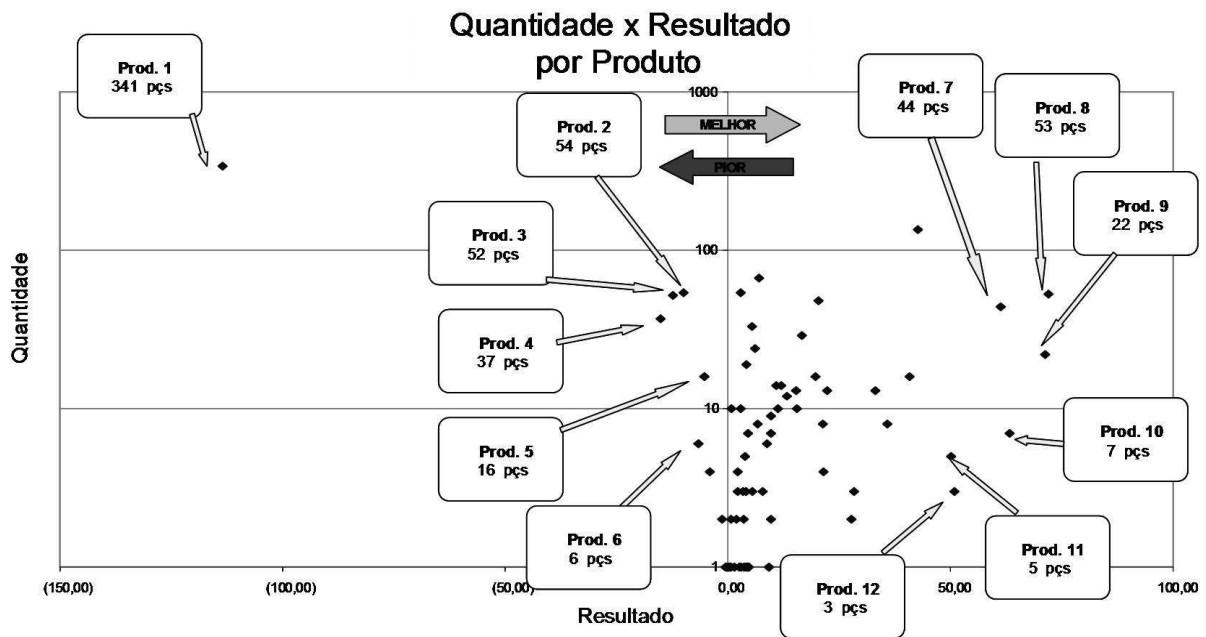 Quantidade x Resultado
por Produto
Prod. 1
341 pçs
Prod. 2
54 pçs
Prod. 3
52 pçs
Prod. 4
37 pçs
Prod. 5
16 pçs
Prod. 6
6 pçs
Prod. 7
44 pçs
Prod. 8
53 pçs
Prod. 9
22 pçs
Prod. 10
7 pçs
Prod. 11
5 pçs
Prod. 12
3 pçs
MELHOR
PIOR
Quantidade
1000
100
10
1
(150,00)
(100,00)
(50,00)
0,00
50,00
100,00
Resultado